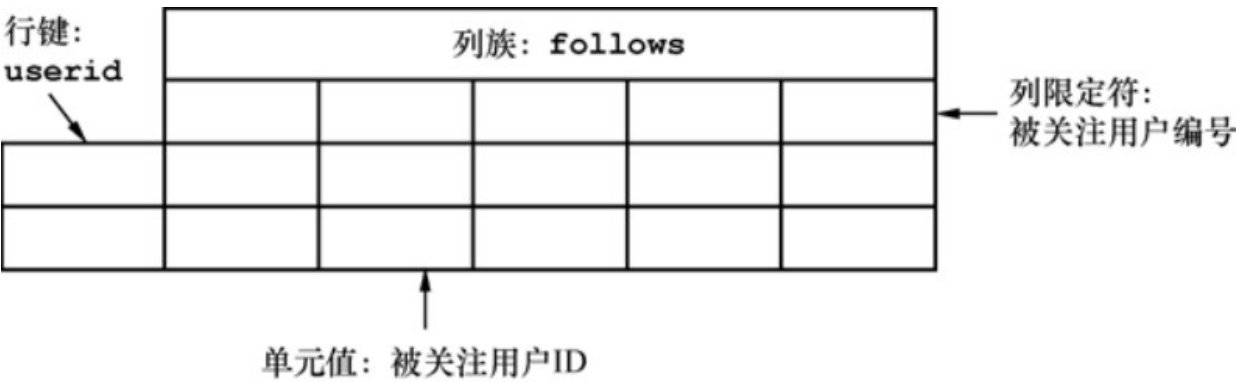 行键：
userid
列族：follows
列限定符：
被关注用户编号
单元值：被关注用户ID